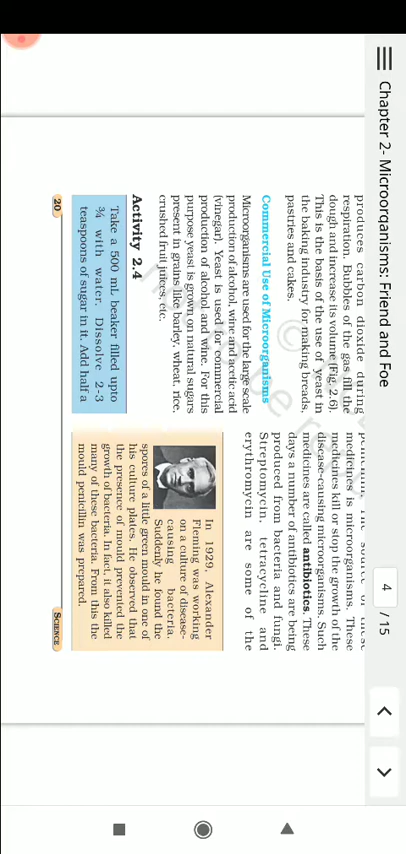 Chapter 2- Microorganisms: Friend and Foe
4 / 15
produces carbon dioxide during
respiration. Bubbles of the gas fill the
dough and increase its volume (Fig. 2.6).
This is the basis of the use of yeast in
the baking industry for making breads,
pastries and cakes.
Commercial Use of Microorganisms
Microorganisms are used for the large scale
production of alcohol, wine and acetic acid
(vinegar). Yeast is used for commercial
production of alcohol and wine. For this
purpose yeast is grown on natural sugars
present in grains like barley, wheat, rice,
crushed fruit juices, etc.
Activity 2.4
Take a 500 mL beaker filled upto
¾ with water. Dissolve 2-3
teaspoons of sugar in it. Add half a
20
penicillin. The source of these
medicines is microorganisms. These
medicines kill or stop the growth of the
disease-causing microorganisms. Such
medicines are called antibiotics. These
days a number of antibiotics are being
produced from bacteria and fungi.
Streptomycin, tetracycline and
erythromycin are some of the
In 1929, Alexander
Fleming was working
on a culture of disease-
causing bacteria.
Suddenly he found the
spores of a little green mould in one of
his culture plates. He observed that
the presence of mould prevented the
growth of bacteria. In fact, it also killed
many of these bacteria. From this the
mould penicillin was prepared.
SCIENCE